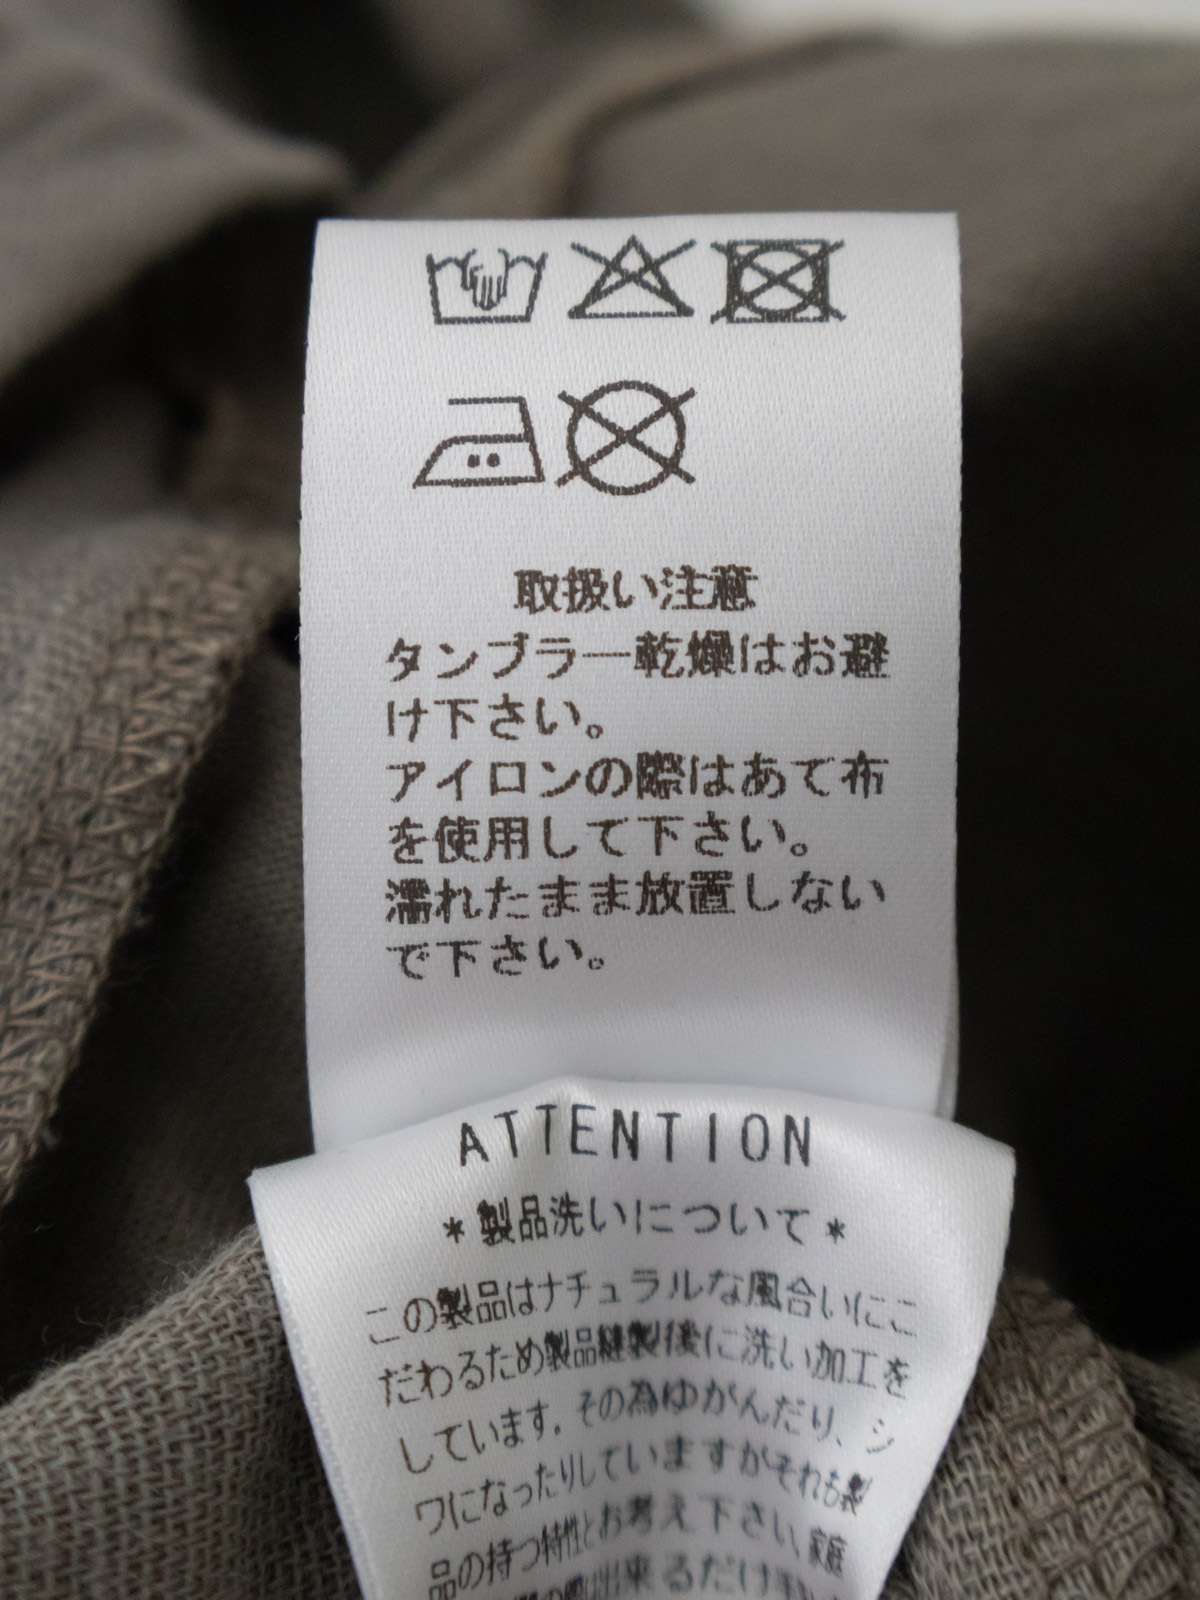 取扱い注意
タンブラー乾燥はお避
け下さい。
アイロンの際はあて布
を使用して下さい。
濡れたまま放置しない
で下さい。
ATTENTION
＊製品洗いについて＊
この製品はナチュラルな風合いにこ
だわるため製品縫製後に洗い加工を
しています。その為ゆがんだり、シ
ワになったりしていますがそれも製
品の持つ特性とお考え下さい。家庭
出来るだけ